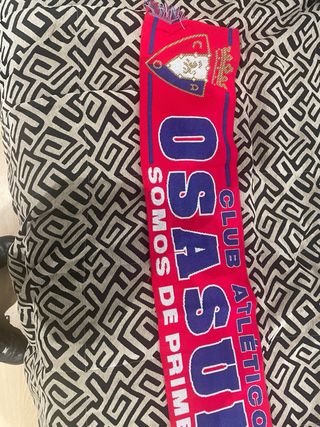 CLUB ATLÉTICO
OSASU
SOMOS DE PRIME